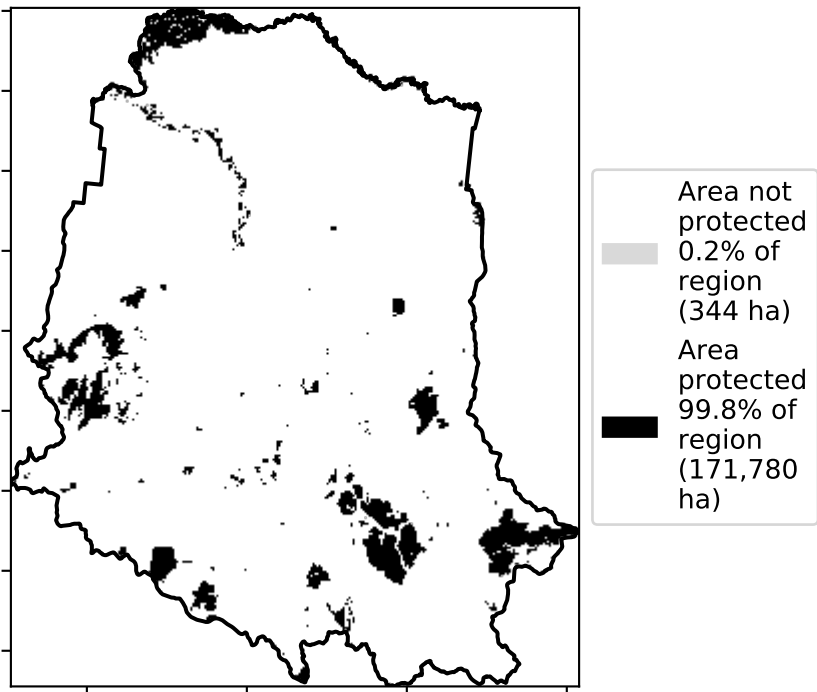 Area not
protected
0.2% of
region
(344 ha)
Area
protected
99.8% of
region
(171,780
ha)